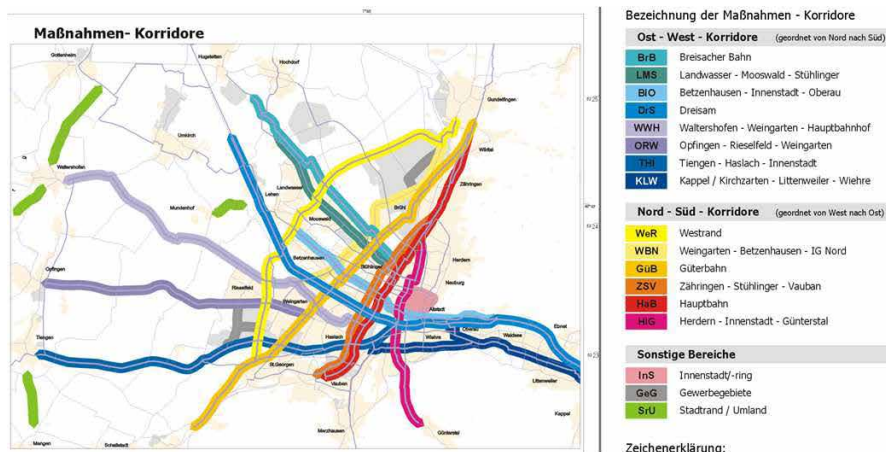 Maßnahmen- Korridore
Gottenheim
Hugstetten
Hochdorf
Gundelfingen
Umkirch
Wildtal
Waltershofen
Landwasser
Lehen
Zähringen
Mundenhof
Mooswald
Brühl
Betzenhausen
Stühlinger
Herdern
Opfingen
Rieselfeld
Neuburg
Weingarten
Altstadt
Tiengen
Haslach
Wiehre
Oberau
Waldsee
Ebnet
St.Georgen
Vauban
Littenweiler
Merzhausen
Kappel
Mengen
Schallstadt
Günterstal
Bezeichnung der Maßnahmen - Korridore
Ost - West - Korridore (geordnet von Nord nach Süd)
BrB Breisacher Bahn
LMS Landwasser - Mooswald - Stühlinger
BIO Betzenhausen - Innenstadt - Oberau
DrS Dreisam
WWH Waltershofen - Weingarten - Hauptbahnhof
ORW Opfingen - Rieselfeld - Weingarten
THI Tiengen - Haslach - Innenstadt
KLW Kappel / Kirchzarten - Littenweiler - Wiehre
Nord - Süd - Korridore (geordnet von West nach Ost)
WeR Westrand
WBN Weingarten - Betzenhausen - IG Nord
GüB Güterbahn
ZSV Zähringen - Stühlinger - Vauban
HaB Hauptbahn
HIG Herdern - Innenstadt - Günterstal
Sonstige Bereiche
InS Innenstadt/-ring
GeG Gewerbegebiete
SrU Stadtrand / Umland
Zeichenerklärung: